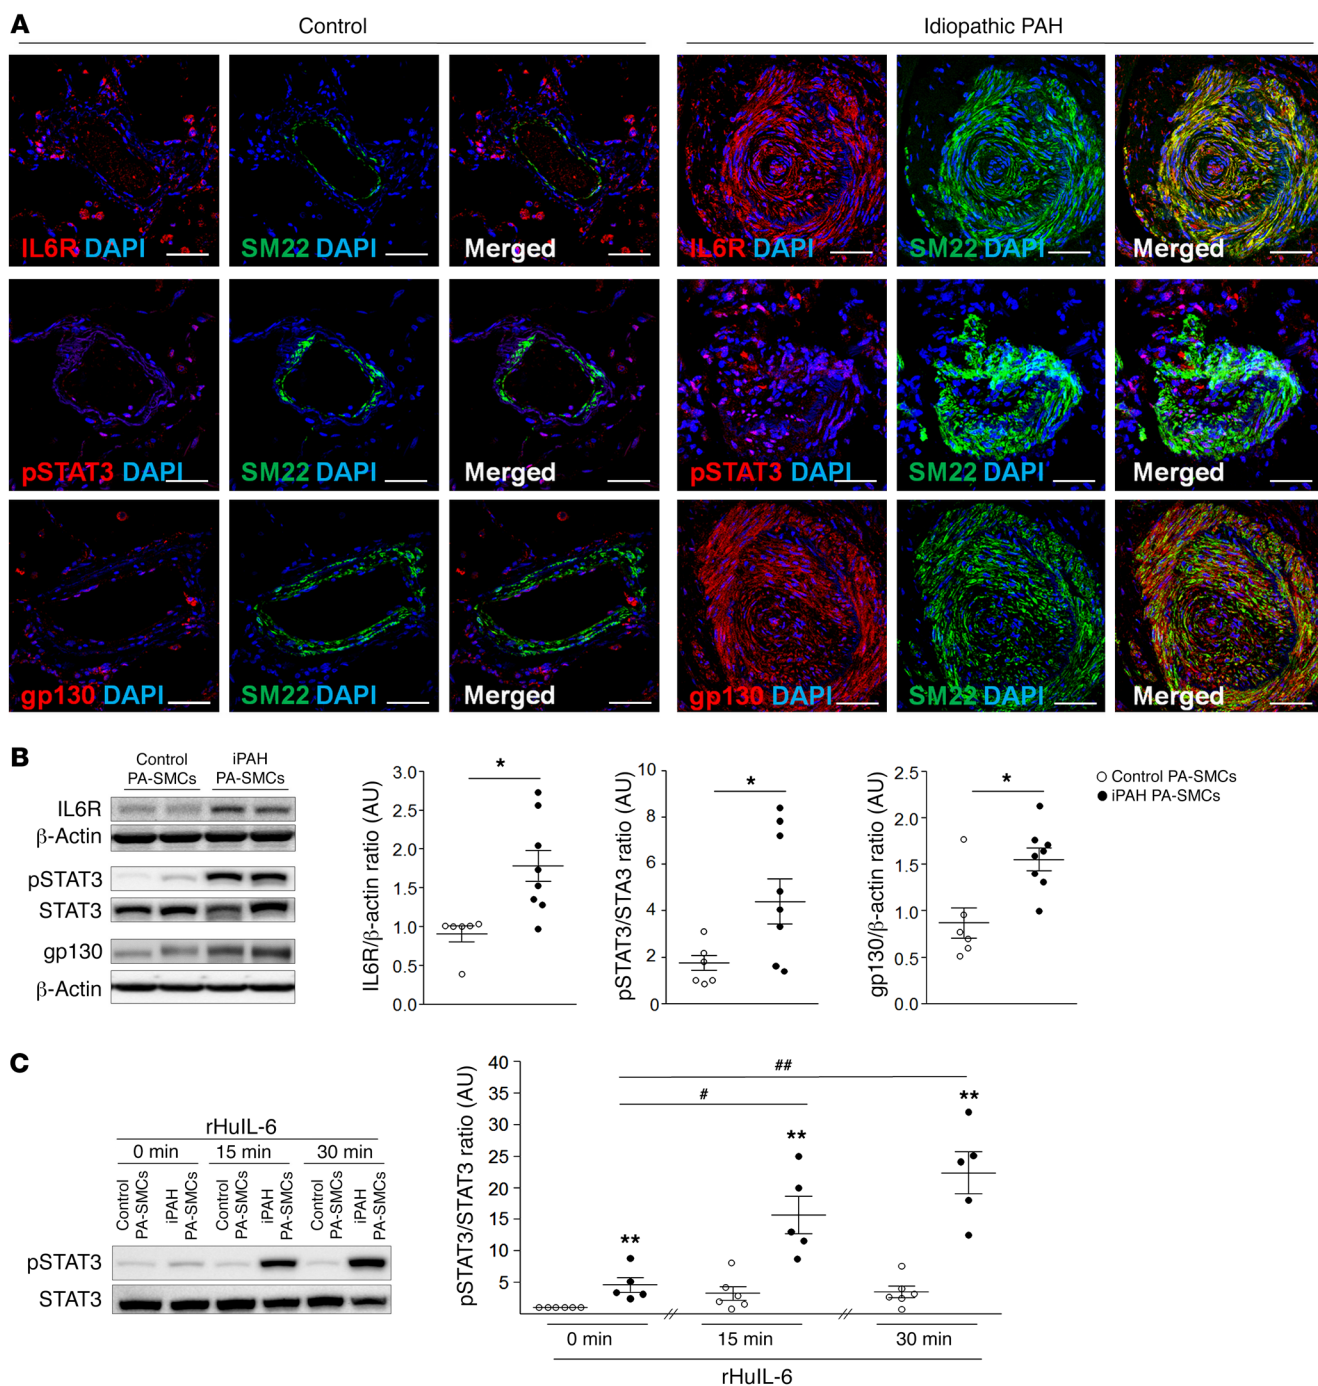 A
Control
Idiopathic PAH
IL6R DAPI
SM22 DAPI
Merged
IL6R DAPI
SM22 DAPI
Merged
pSTAT3 DAPI
SM22 DAPI
Merged
pSTAT3 DAPI
SM22 DAPI
Merged
gp130 DAPI
SM22 DAPI
Merged
gp130 DAPI
SM22 DAPI
Merged
B
Control
PA-SMCs
iPAH
PA-SMCs
IL6R
β-Actin
pSTAT3
STAT3
gp130
β-Actin
IL6R/β-actin ratio (AU)
3.0
2.5
2.0
1.5
1.0
0.5
0.0
*
pSTAT3/STA3 ratio (AU)
10
8
6
4
2
0
*
gp130/β-actin ratio (AU)
2.5
2.0
1.5
1.0
0.5
0.0
*
Control PA-SMCs
iPAH PA-SMCs
C
rHuIL-6
0 min
15 min
30 min
Control
PA-SMCs
iPAH
PA-SMCs
Control
PA-SMCs
iPAH
PA-SMCs
Control
PA-SMCs
iPAH
PA-SMCs
pSTAT3
STAT3
pSTAT3/STAT3 ratio (AU)
40
35
30
25
20
15
10
5
##
#
**
**
**
0 min
15 min
30 min
rHuIL-6